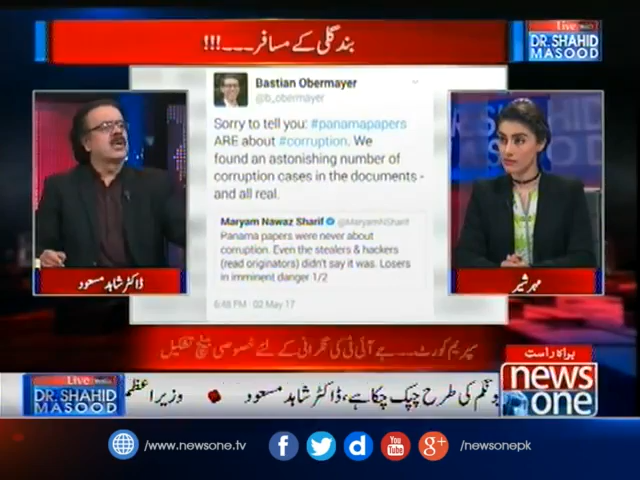 بند گلی کے مسافر ۔۔۔!!!
Live With
DR.SHAHID
MASOOD
Bastian Obermayer
@b_obermayer
Sorry to tell you: #panamapapers
ARE about #corruption. We
found an astonishing number of
corruption cases in the documents -
and all real.
Maryam Nawaz Sharif @MaryamNSharif
Panama papers were never about
corruption. Even the stealers & hackers
(read originators) didn't say it was. Losers
in imminent danger 1/2
6:48 PM · 02 May 17
ڈاکٹر شاہد مسعود
مہر شیر
سپریم کورٹ ۔۔۔ جے آئی ٹی کی نگرانی کے لئے خصوصی بینچ تشکیل
براہ راست
news
one
Live With
DR.SHAHID
MASOOD
کی طرح چپک چکا ہے، ڈاکٹر شاہد مسعود
وزیراعظم
/www.newsone.tv
f
d
You
Tube
g+
/newsonepk